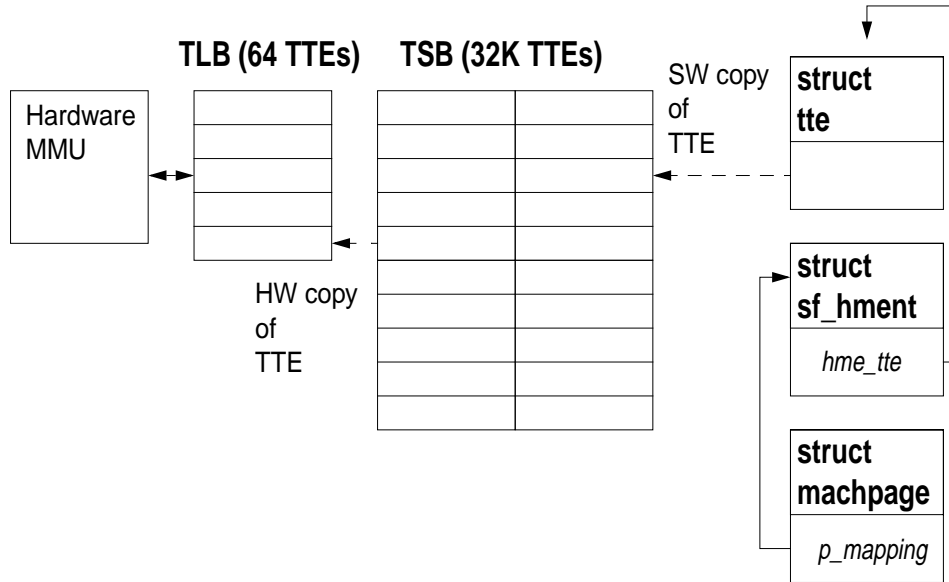 TLB (64 TTEs)
TSB (32K TTEs)
Hardware
MMU
HW copy
of
TTE
SW copy
of
TTE
struct
tte
struct
sf_hment
hme_tte
struct
machpage
p_mapping